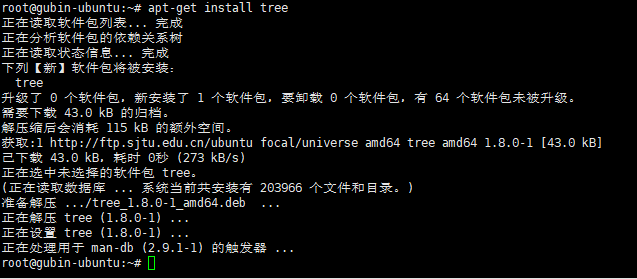 root@gubin-ubuntu:~# apt-get install tree
正在读取软件包列表... 完成
正在分析软件包的依赖关系树
正在读取状态信息... 完成
下列【新】软件包将被安装：
  tree
升级了 0 个软件包，新安装了 1 个软件包，要卸载 0 个软件包，有 64 个软件包未被升级。
需要下载 43.0 kB 的归档。
解压缩后会消耗 115 kB 的额外空间。
获取:1 http://ftp.sjtu.edu.cn/ubuntu focal/universe amd64 tree amd64 1.8.0-1 [43.0 kB]
已下载 43.0 kB，耗时 0秒 (273 kB/s)
正在选中未选择的软件包 tree。
(正在读取数据库 ... 系统当前共安装有 203966 个文件和目录。)
准备解压 .../tree_1.8.0-1_amd64.deb  ...
正在解压 tree (1.8.0-1) ...
正在设置 tree (1.8.0-1) ...
正在处理用于 man-db (2.9.1-1) 的触发器 ...
root@gubin-ubuntu:~#